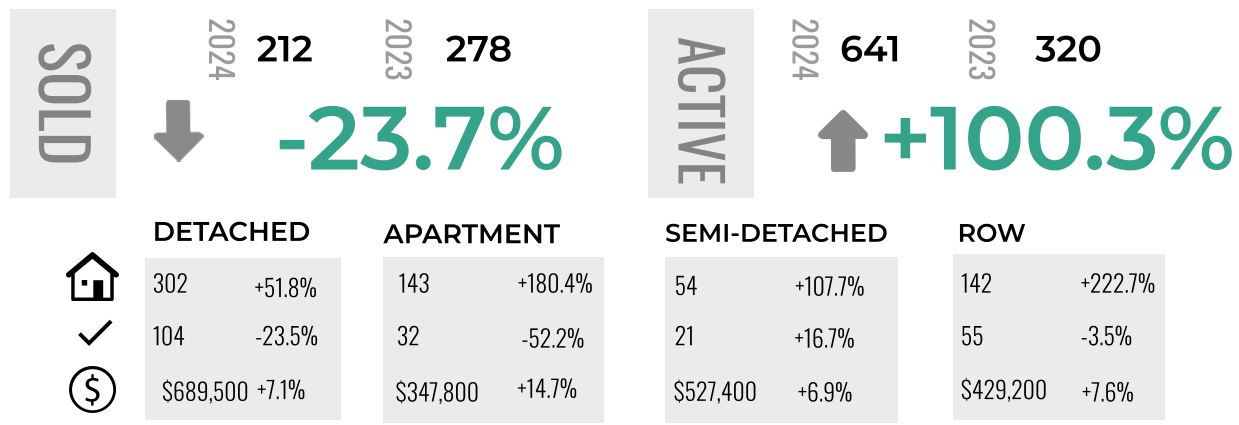 SOLD
2024 212 2023 278
-23.7%
ACTIVE
2024 641 2023 320
+100.3%
DETACHED APARTMENT SEMI-DETACHED ROW
302 +51.8% 143 +180.4% 54 +107.7% 142 +222.7%
104 -23.5% 32 -52.2% 21 +16.7% 55 -3.5%
$ $689,500 +7.1% $347,800 +14.7% $527,400 +6.9% $429,200 +7.6%